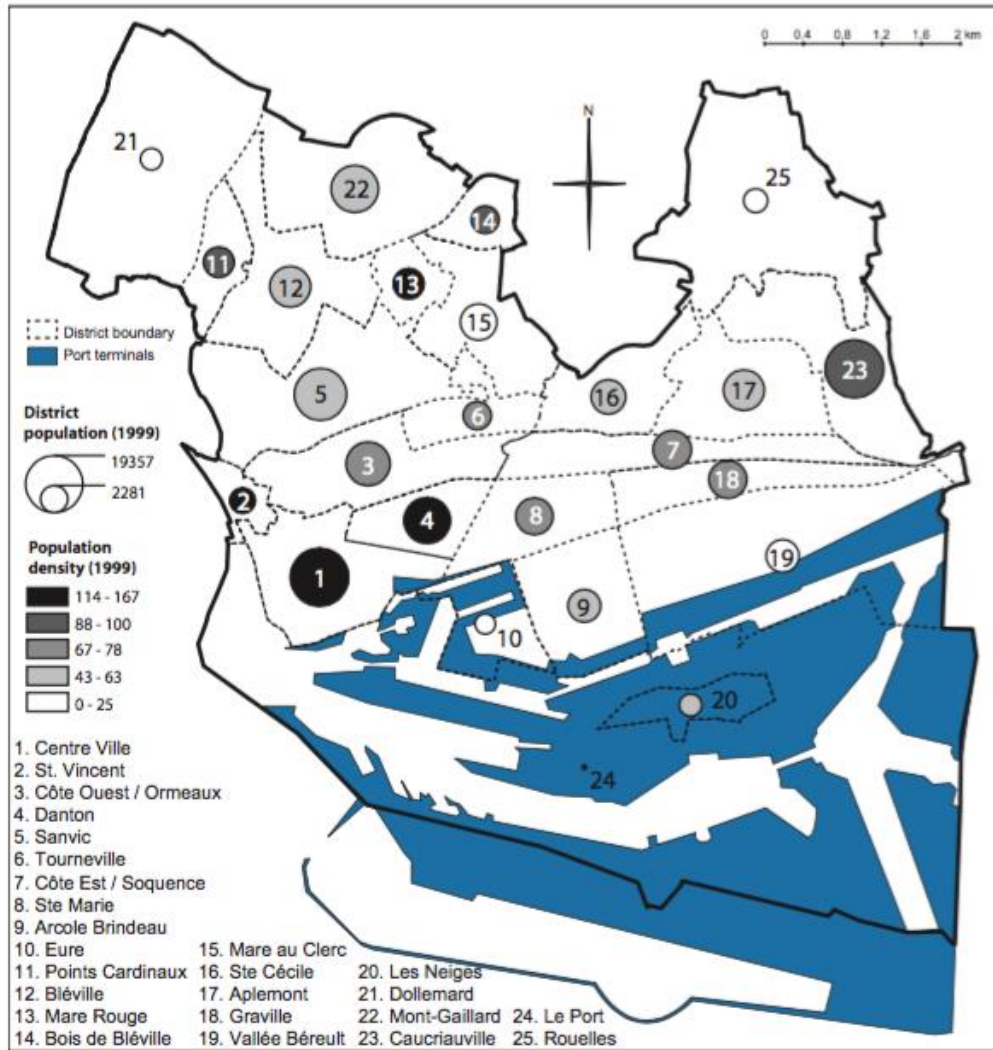 0 0,4 0,8 1,2 1,6 2 km
N
21
22
25
14
11
12
13
15
District boundary
Port terminals
23
5
17
16
6
District
population (1999)
19357
2281
7
3
18
2
4
8
19
Population
density (1999)
114 - 167
88 - 100
67 - 78
43 - 63
0 - 25
1
9
10
20
24
1. Centre Ville
2. St. Vincent
3. Côte Ouest / Ormeaux
4. Danton
5. Sanvic
6. Tourneville
7. Côte Est / Soquence
8. Ste Marie
9. Arcole Brindeau
10. Eure
11. Points Cardinaux
12. Bléville
13. Mare Rouge
14. Bois de Bléville
15. Mare au Clerc
16. Ste Cécile
17. Aplemont
18. Graville
19. Vallée Béreult
20. Les Neiges
21. Dollemard
22. Mont-Gaillard
23. Caucriauville
24. Le Port
25. Rouelles